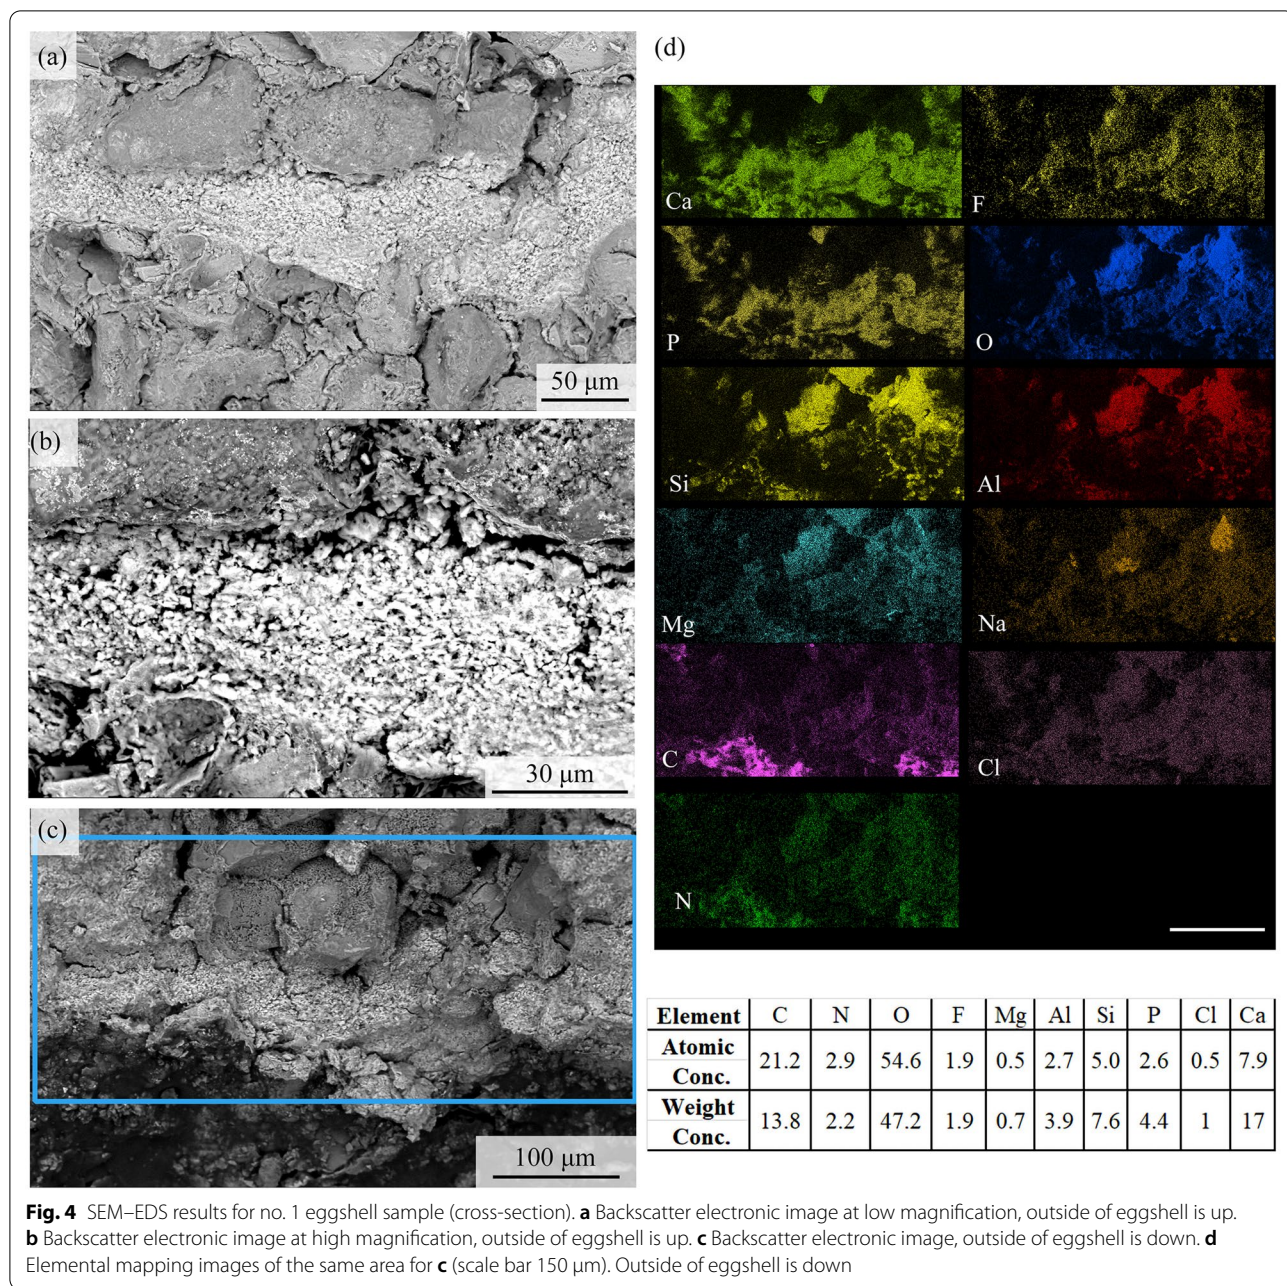 (a)
50 μm
(b)
30 μm
(c)
100 μm
(d)
Ca
F
P
O
Si
Al
Mg
Na
C
Cl
N
Element C N O F Mg Al Si P Cl Ca
Atomic Conc. 21.2 2.9 54.6 1.9 0.5 2.7 5.0 2.6 0.5 7.9
Weight Conc. 13.8 2.2 47.2 1.9 0.7 3.9 7.6 4.4 1 17
Fig. 4 SEM–EDS results for no. 1 eggshell sample (cross-section). a Backscatter electronic image at low magnification, outside of eggshell is up.
b Backscatter electronic image at high magnification, outside of eggshell is up. c Backscatter electronic image, outside of eggshell is down. d
Elemental mapping images of the same area for c (scale bar 150 μm). Outside of eggshell is down